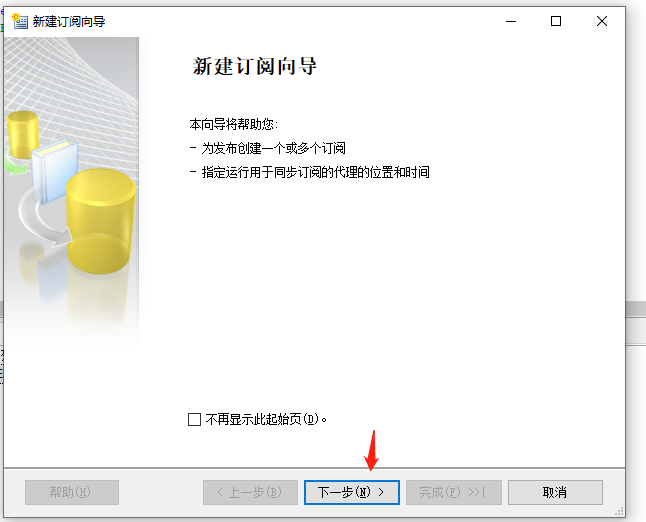 新建订阅向导
新建订阅向导
本向导将帮助您:
- 为发布创建一个或多个订阅
- 指定运行用于同步订阅的代理的位置和时间
不再显示此起始页(D)。
帮助(H)
< 上一步(B)
下一步(N) >
完成(F) >>|
取消